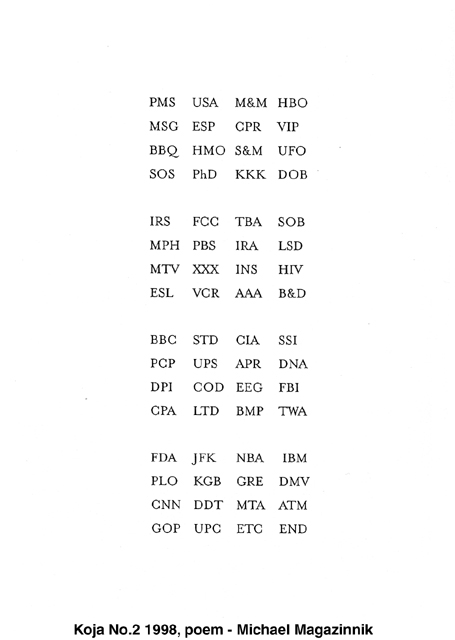 PMS USA M&M HBO
MSG ESP CPR VIP
BBQ HMO S&M UFO
SOS PhD KKK DOB
IRS FCC TBA SOB
MPH PBS IRA LSD
MTV XXX INS HIV
ESL VCR AAA B&D
BBC STD CIA SSI
PCP UPS APR DNA
DPI COD EEG FBI
CPA LTD BMP TWA
FDA JFK NBA IBM
PLO KGB GRE DMV
CNN DDT MTA ATM
GOP UPC ETC END
Koja No.2 1998, poem - Michael Magazinnik